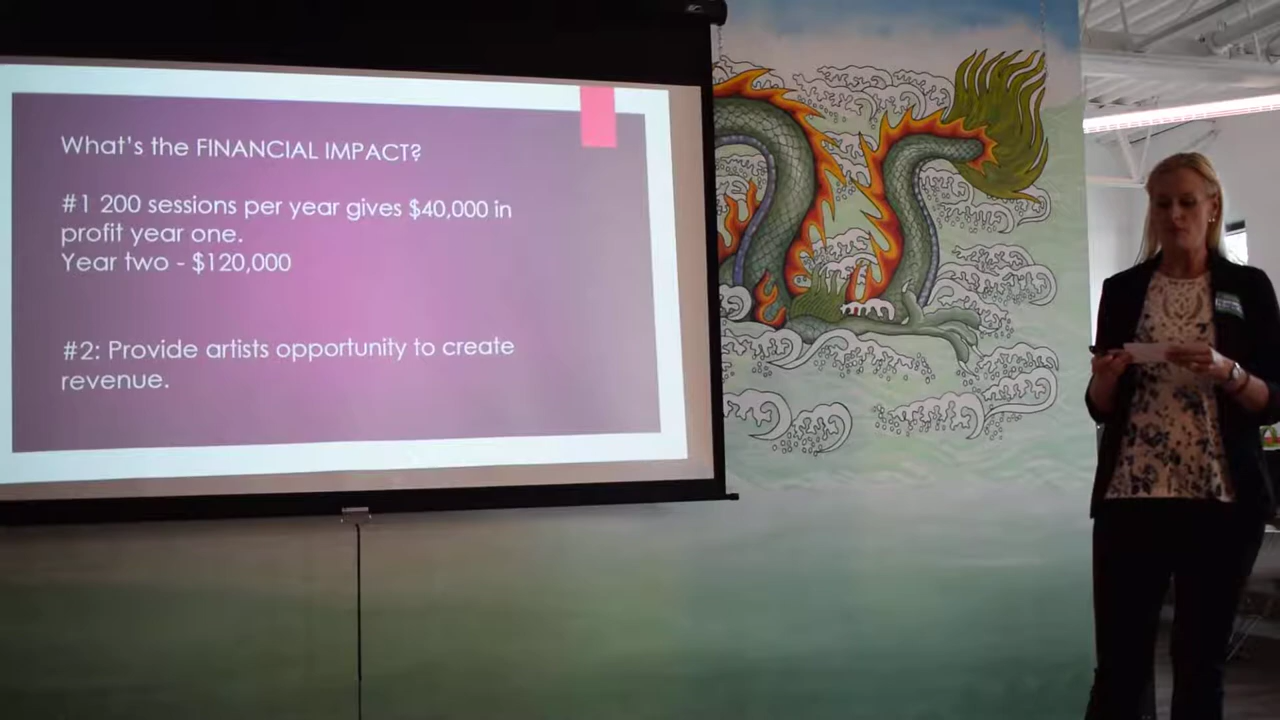 What's the FINANCIAL IMPACT?
#1 200 sessions per year gives $40,000 in
profit year one.
Year two - $120,000
#2: Provide artists opportunity to create
revenue.